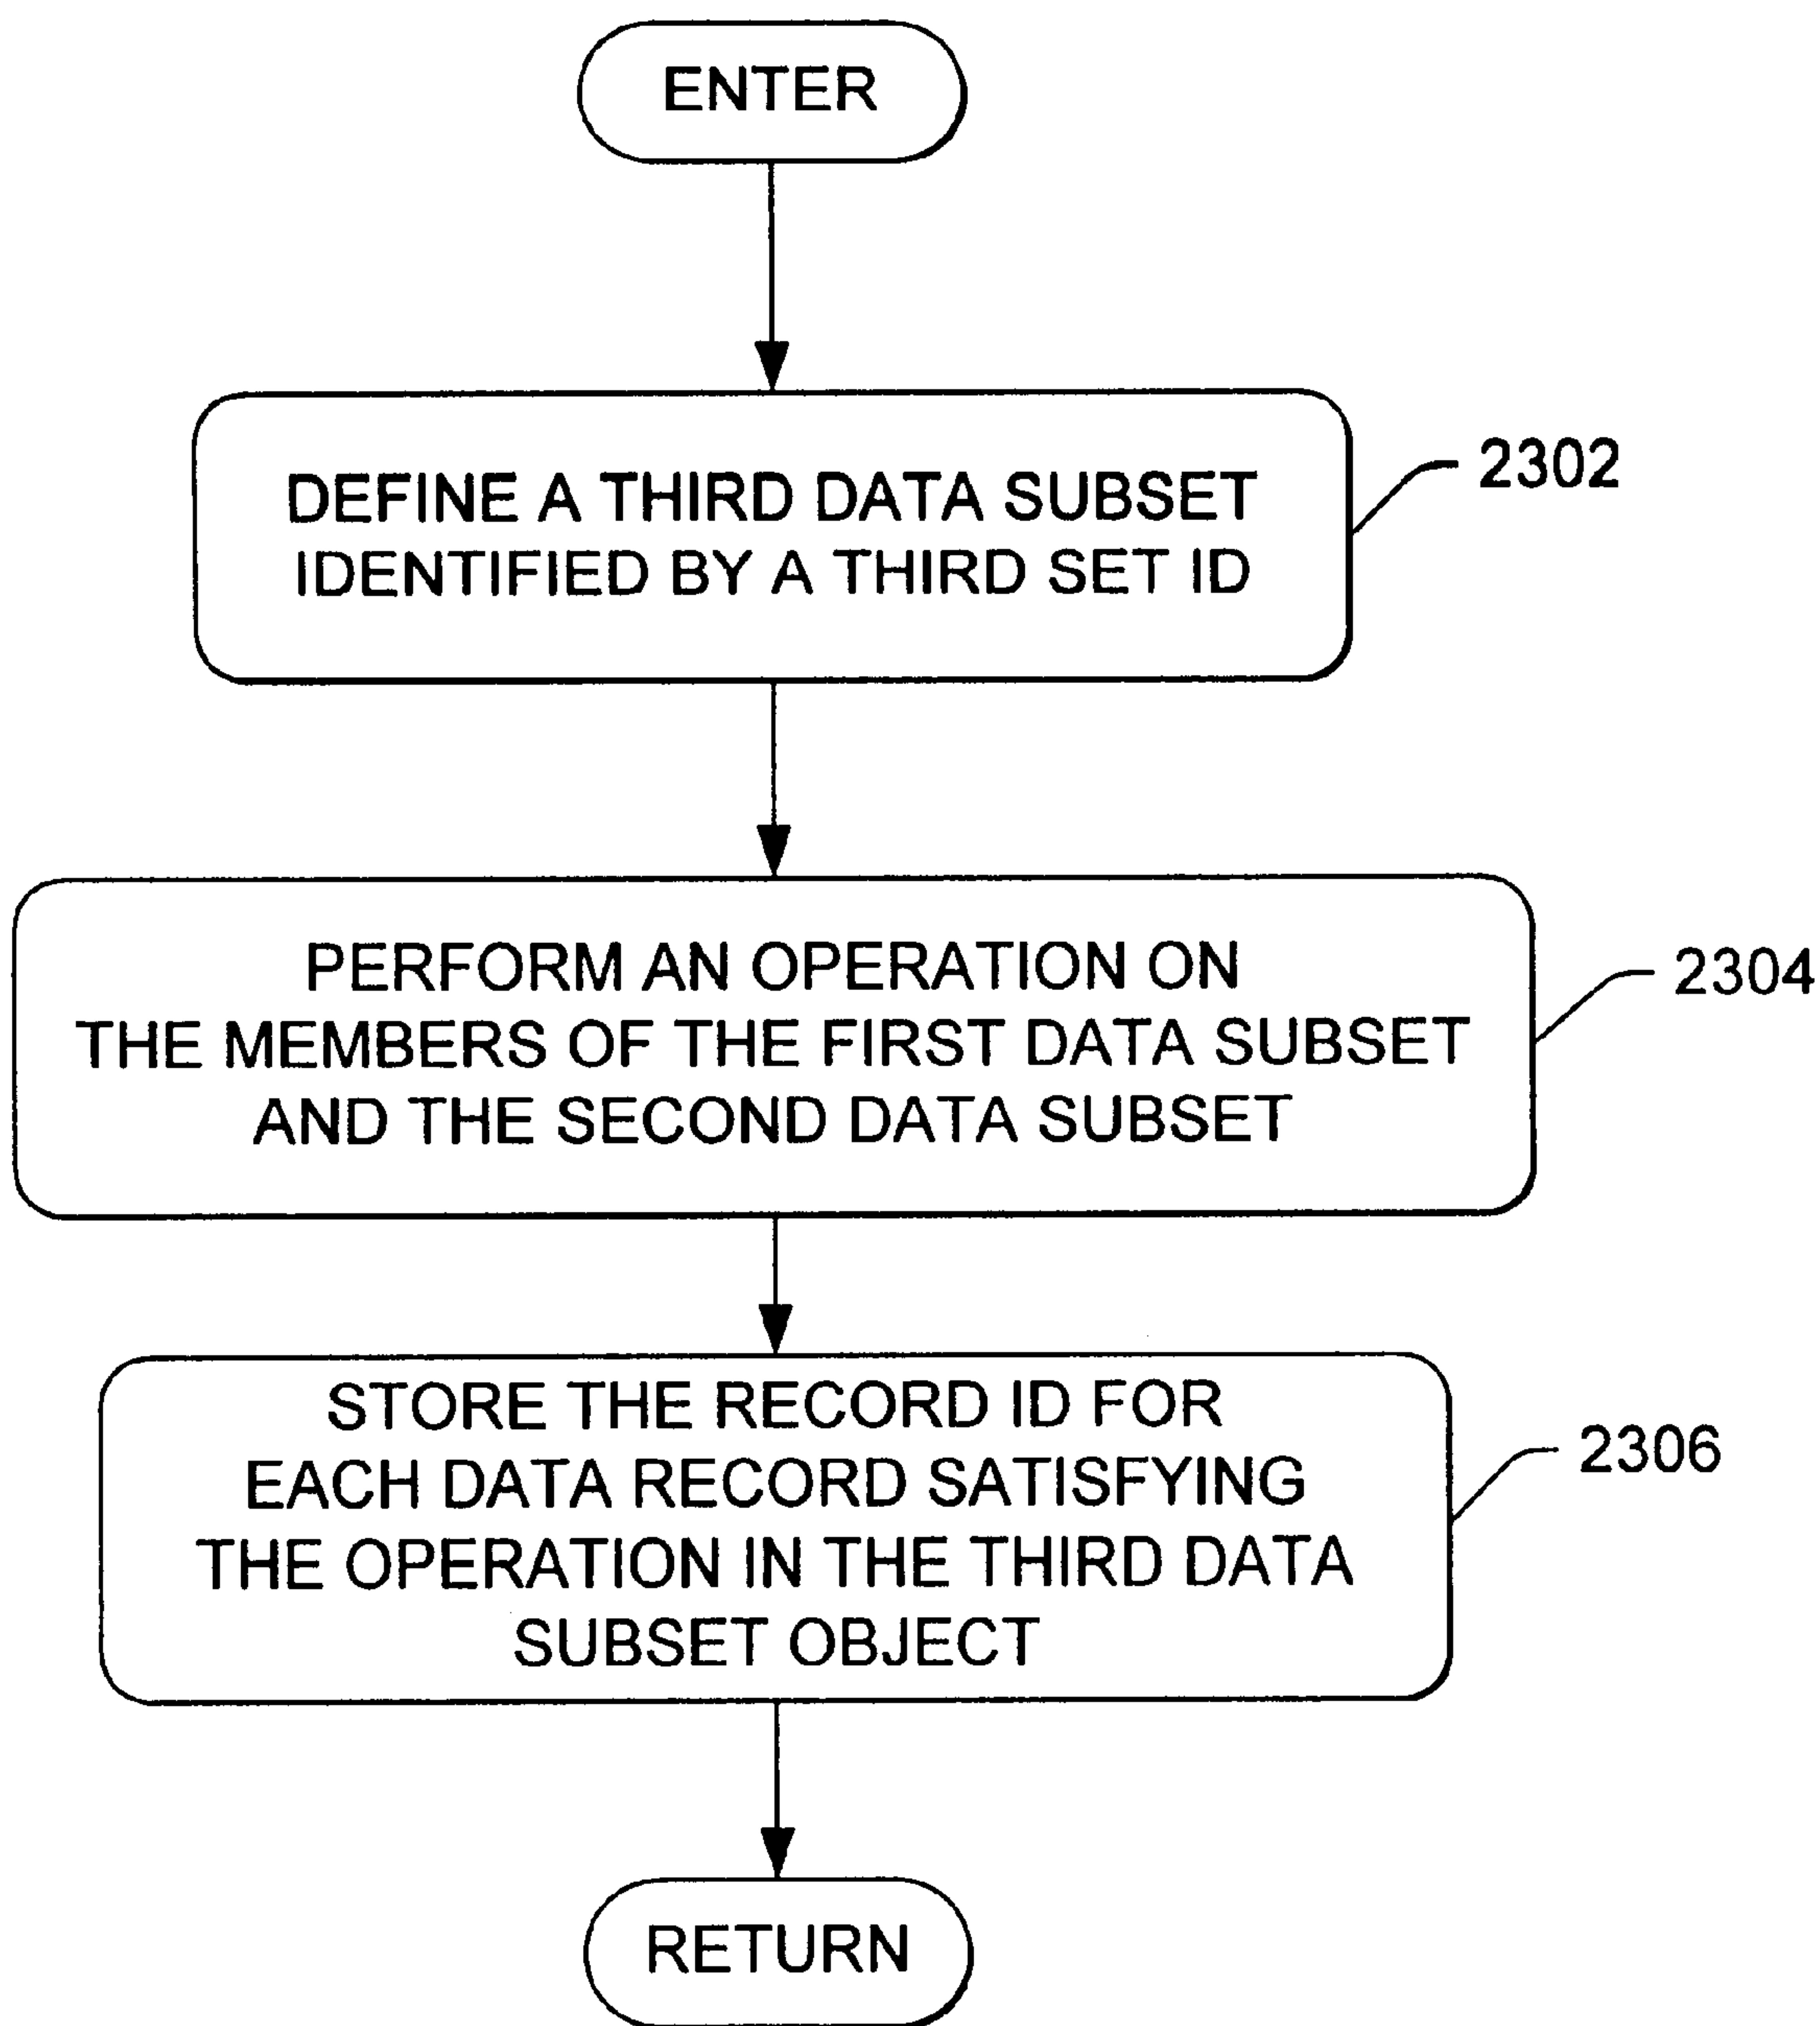 ENTER
DEFINE A THIRD DATA SUBSET
IDENTIFIED BY A THIRD SET ID
2302
PERFORM AN OPERATION ON
THE MEMBERS OF THE FIRST DATA SUBSET
AND THE SECOND DATA SUBSET
2304
STORE THE RECORD ID FOR
EACH DATA RECORD SATISFYING
THE OPERATION IN THE THIRD DATA
SUBSET OBJECT
2306
RETURN